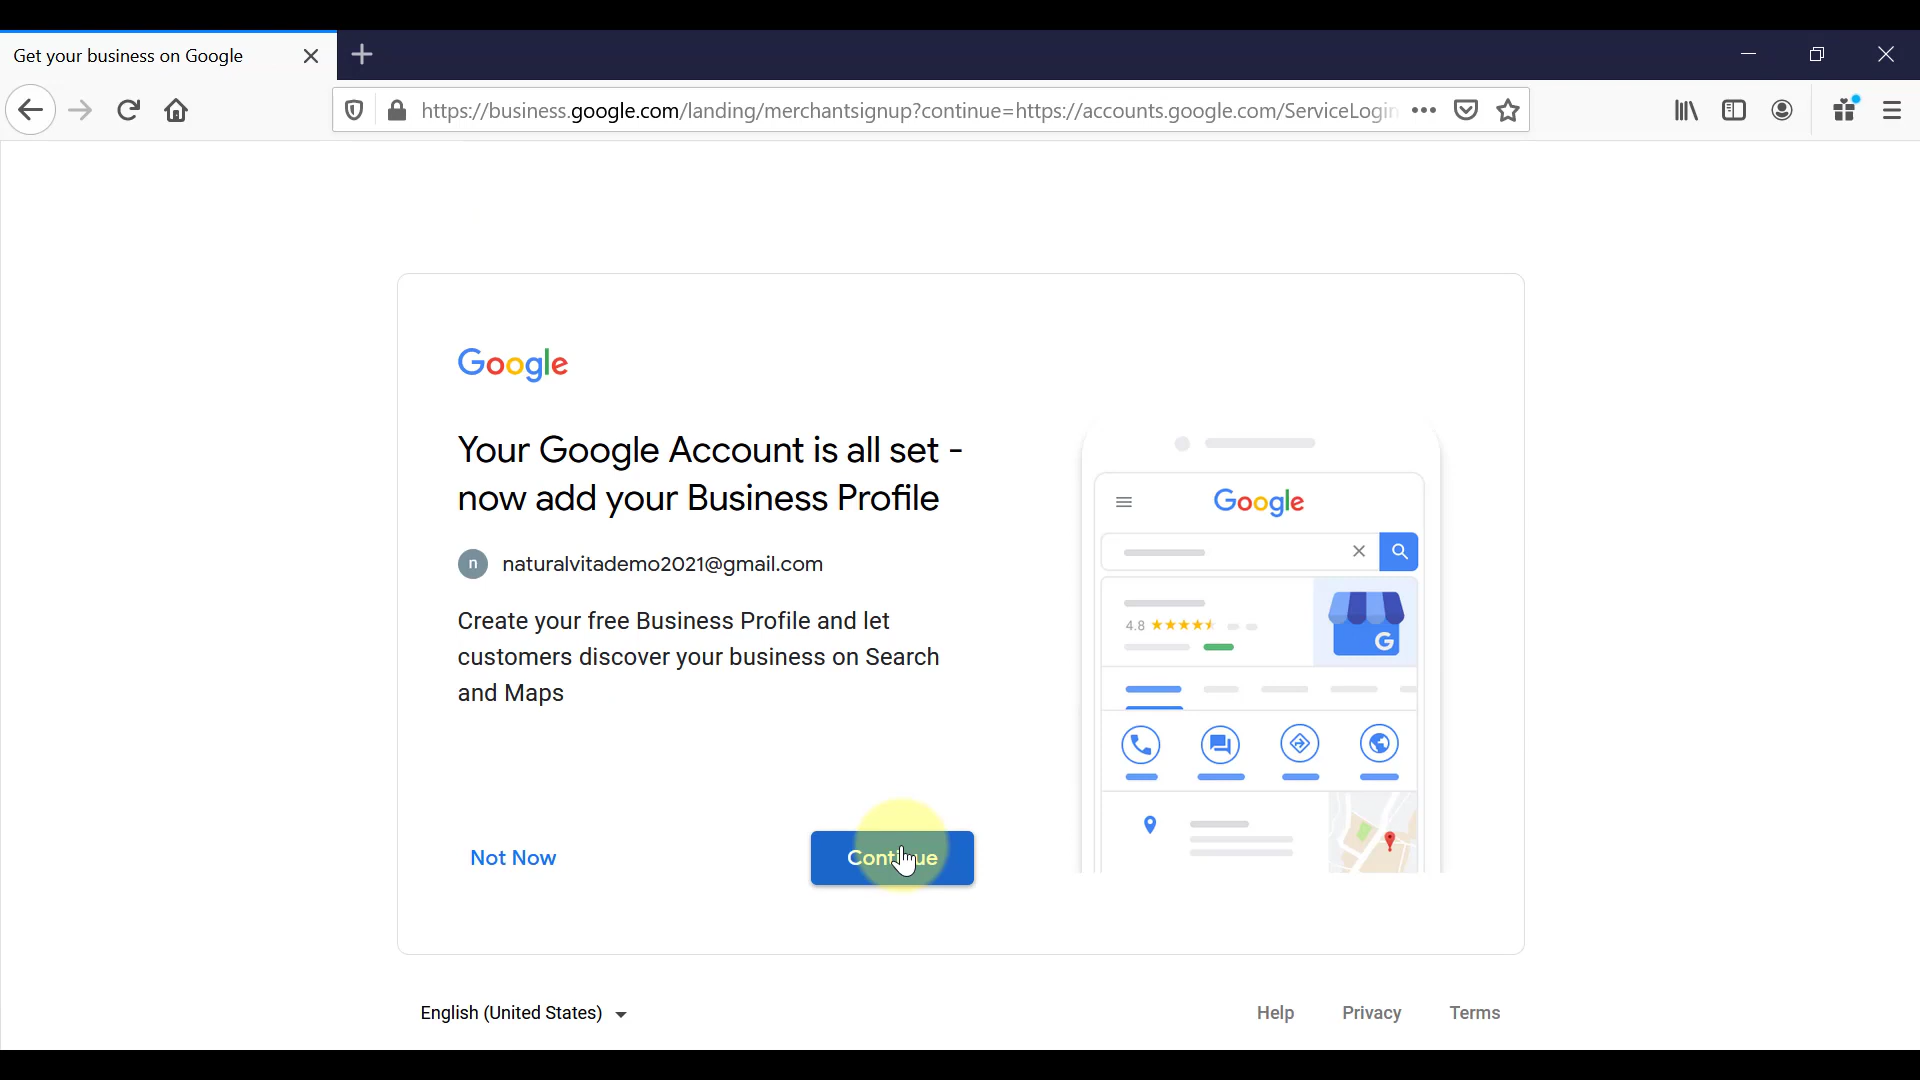 Get your business on Google
https://business.google.com/landing/merchantsignup?continue=https://accounts.google.com/ServiceLogin
Google
Your Google Account is all set -
now add your Business Profile
n naturalvitademo2021@gmail.com
Create your free Business Profile and let
customers discover your business on Search
and Maps
Not Now
Continue
Google
4.8
G
English (United States)
Help
Privacy
Terms